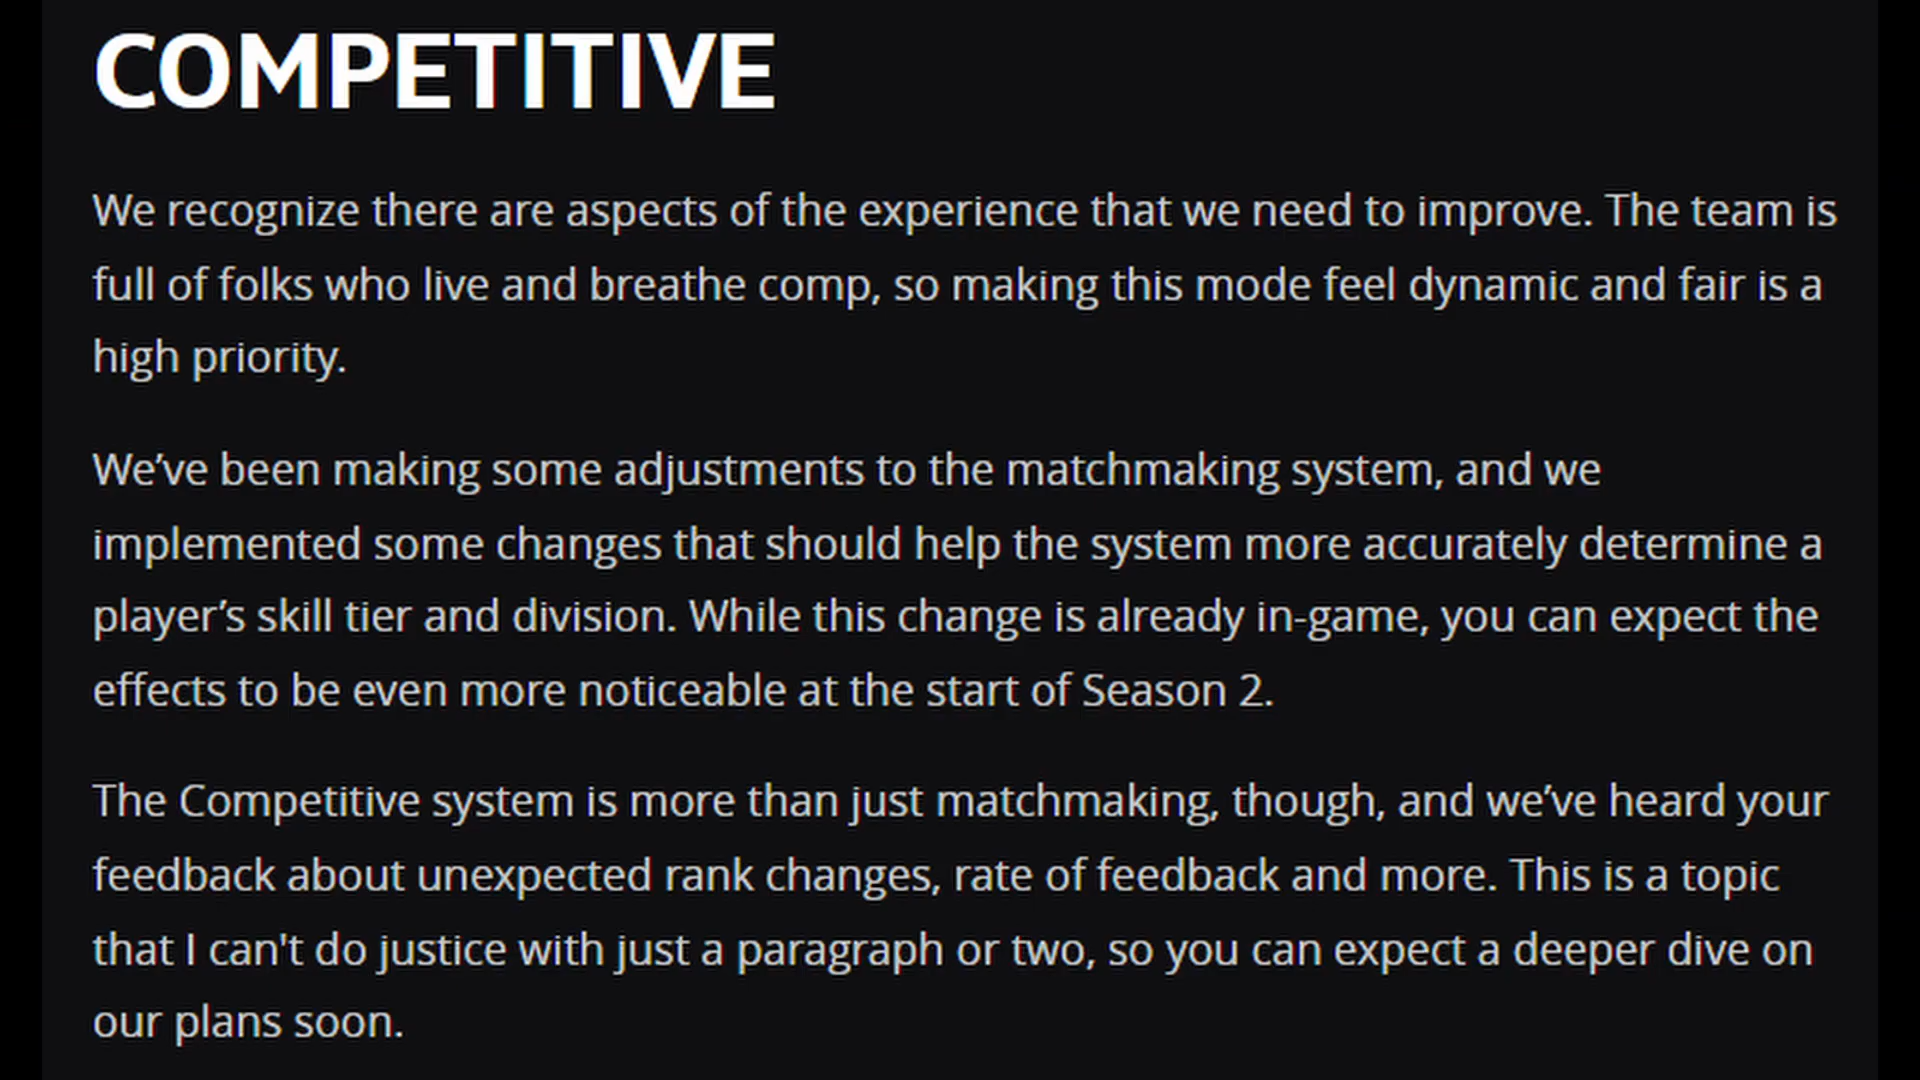 COMPETITIVE
We recognize there are aspects of the experience that we need to improve. The team is
full of folks who live and breathe comp, so making this mode feel dynamic and fair is a
high priority.
We’ve been making some adjustments to the matchmaking system, and we
implemented some changes that should help the system more accurately determine a
player’s skill tier and division. While this change is already in-game, you can expect the
effects to be even more noticeable at the start of Season 2.
The Competitive system is more than just matchmaking, though, and we’ve heard your
feedback about unexpected rank changes, rate of feedback and more. This is a topic
that I can't do justice with just a paragraph or two, so you can expect a deeper dive on
our plans soon.